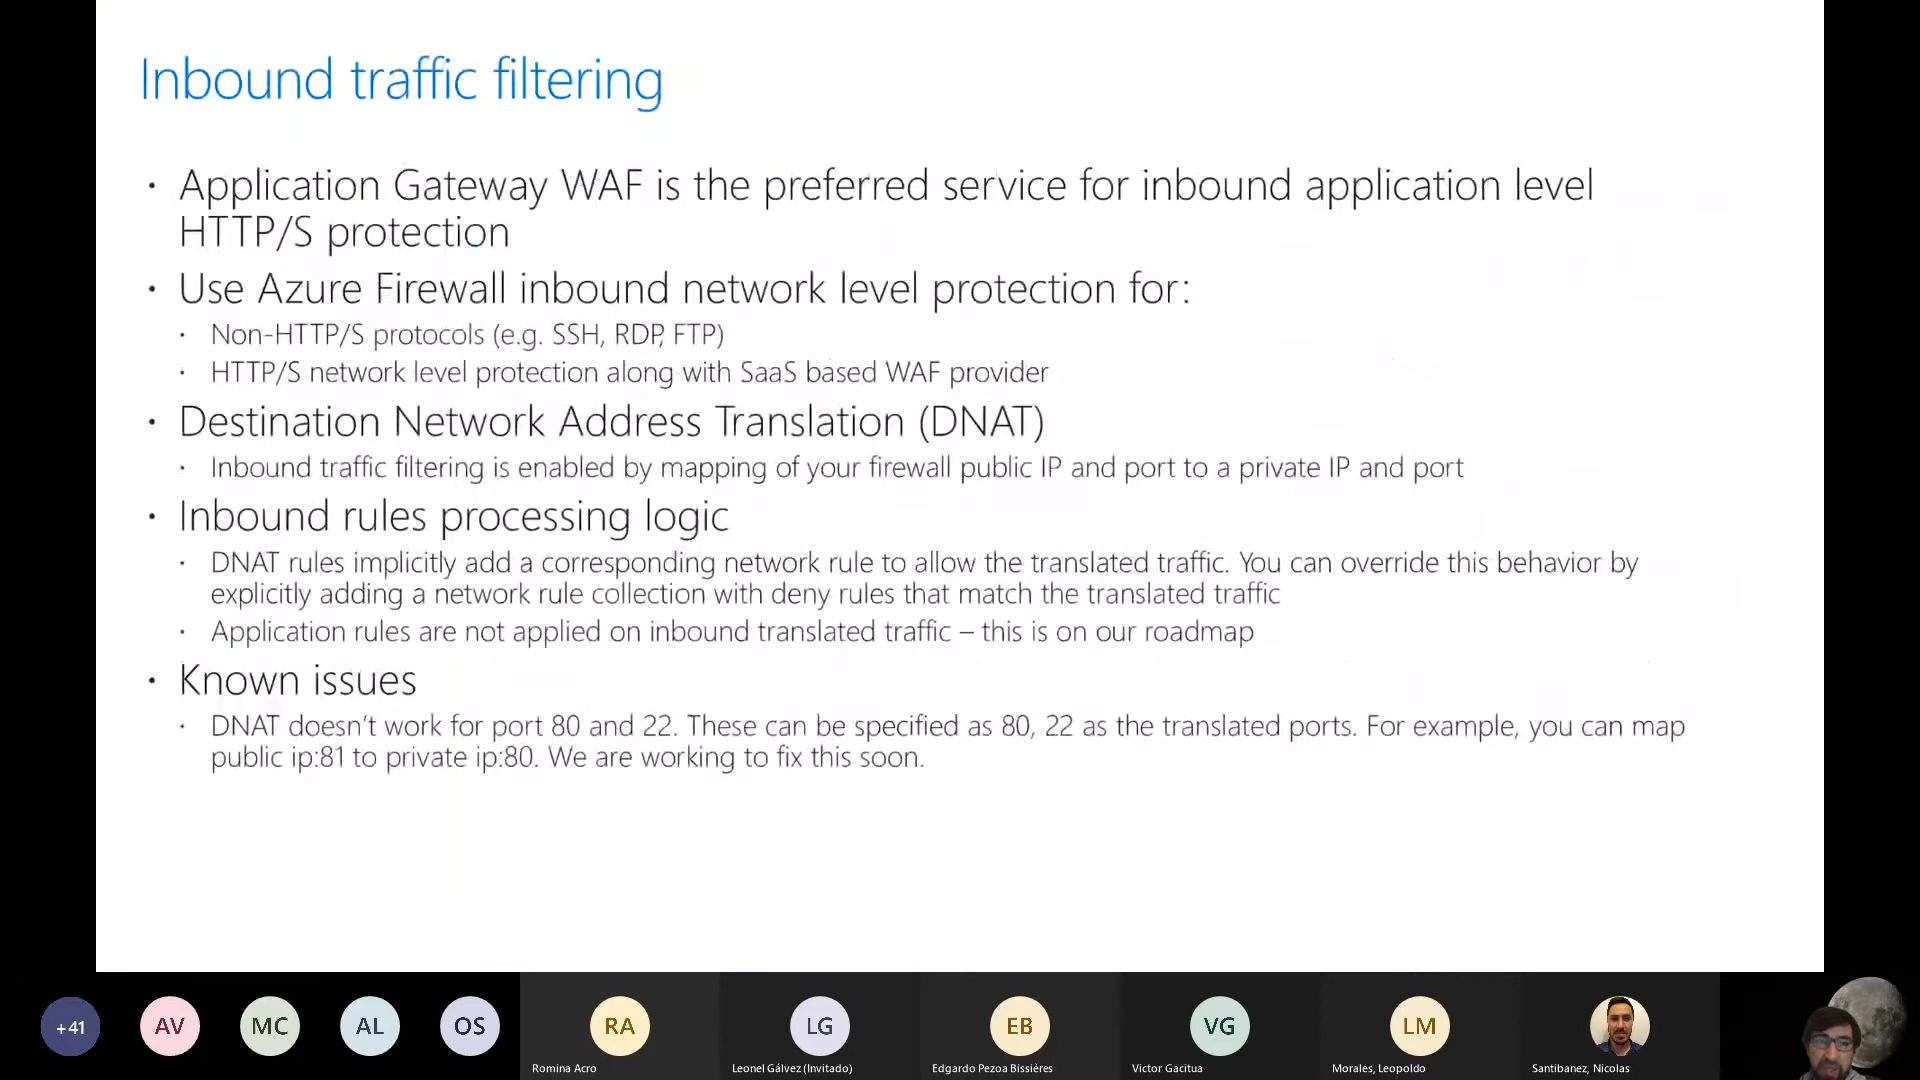 Inbound traffic filtering
· Application Gateway WAF is the preferred service for inbound application level
HTTP/S protection
· Use Azure Firewall inbound network level protection for:
· Non-HTTP/S protocols (e.g. SSH, RDP, FTP)
· HTTP/S network level protection along with SaaS based WAF provider
· Destination Network Address Translation (DNAT)
· Inbound traffic filtering is enabled by mapping of your firewall public IP and port to a private IP and port
· Inbound rules processing logic
· DNAT rules implicitly add a corresponding network rule to allow the translated traffic. You can override this behavior by
explicitly adding a network rule collection with deny rules that match the translated traffic
· Application rules are not applied on inbound translated traffic – this is on our roadmap
· Known issues
· DNAT doesn't work for port 80 and 22. These can be specified as 80, 22 as the translated ports. For example, you can map
public ip:81 to private ip:80. We are working to fix this soon.
+41 AV MC AL OS RA LG EB VG LM
Romina Acro Leonel Gálvez (Invitado) Edgardo Pezoa Bissières Victor Gacitua Morales, Leopoldo Santibanez, Nicolas